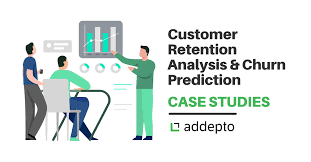 Customer
Retention
Analysis & Churn
Prediction
CASE STUDIES
addepto